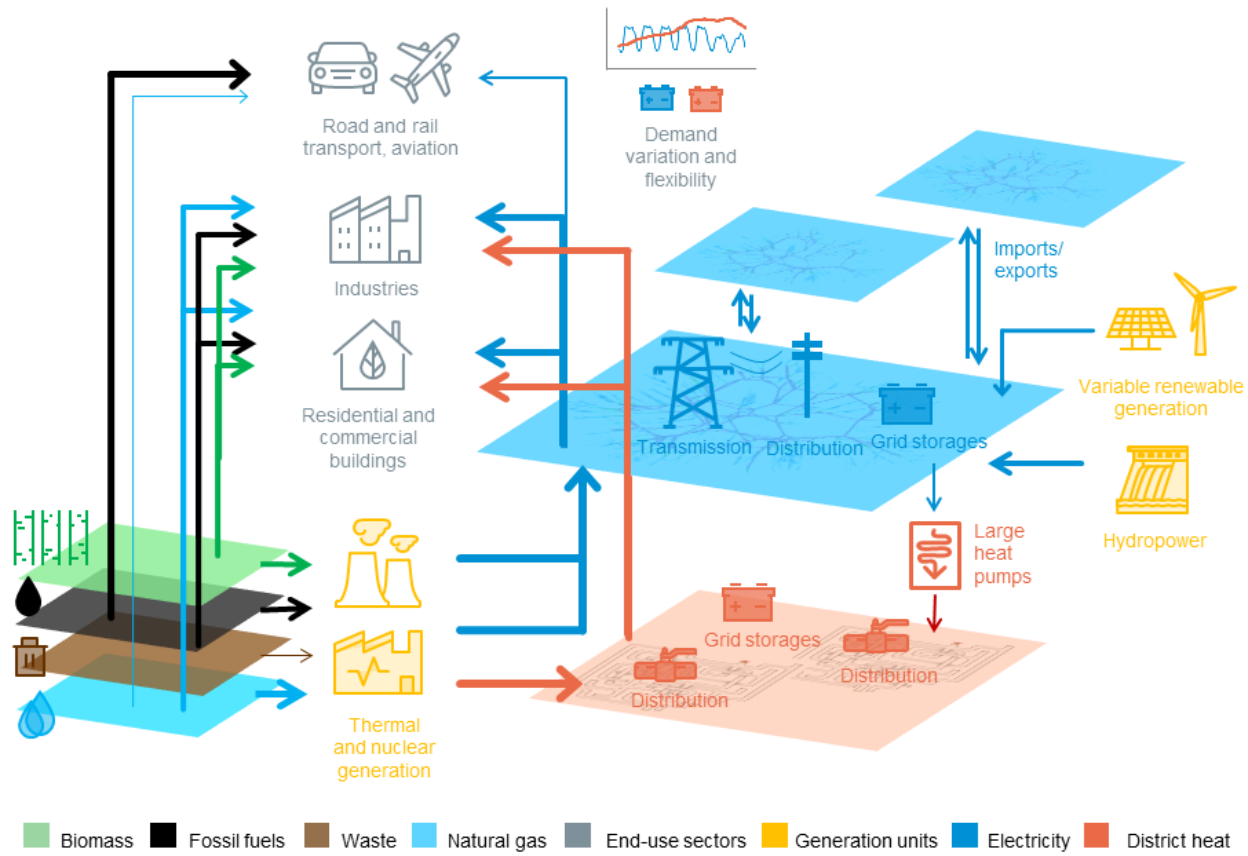 Road and rail
transport, aviation
Demand
variation and
flexibility
Industries
Imports/
exports
Residential and
commercial
buildings
Transmission
Distribution
Grid storages
Variable renewable
generation
Hydropower
Large
heat
pumps
Grid storages
Distribution
Distribution
Thermal
and nuclear
generation
Biomass
Fossil fuels
Waste
Natural gas
End-use sectors
Generation units
Electricity
District heat